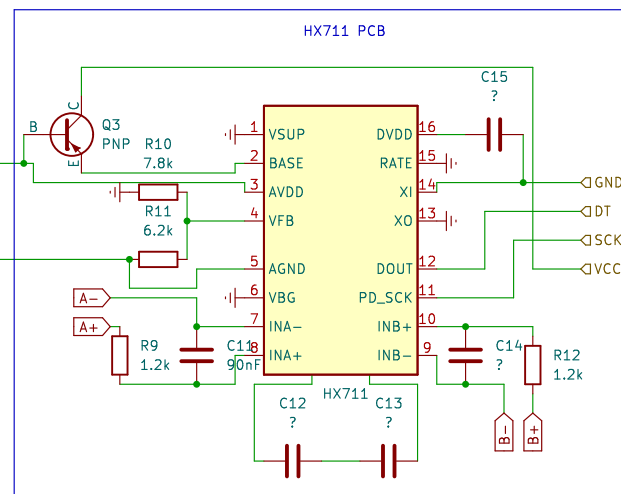 HX711 PCB
C15
?
C
B
Q3
PNP
E
R10
7.8k
R11
6.2k
1
VSUP
2
BASE
3
AVDD
4
VFB
5
AGND
6
VBG
7
INA-
8
INA+
DVDD
16
RATE
15
XI
14
XO
13
DOUT
12
PD_SCK
11
INB+
10
INB-
9
GND
DT
SCK
VCC
A-
A+
R9
1.2k
C11
90nF
C14
?
R12
1.2k
HX711
C12
?
C13
?
B-
B+